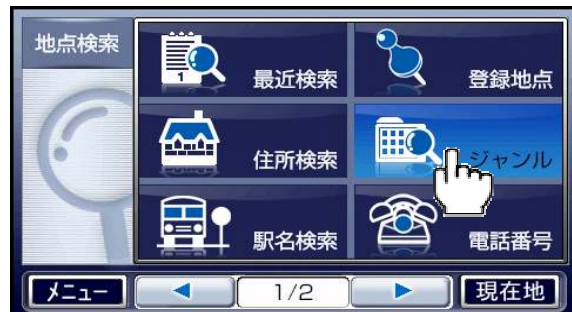 地点検索
最近検索
登録地点
住所検索
ジャンル
駅名検索
電話番号
メニュー
1/2
現在地